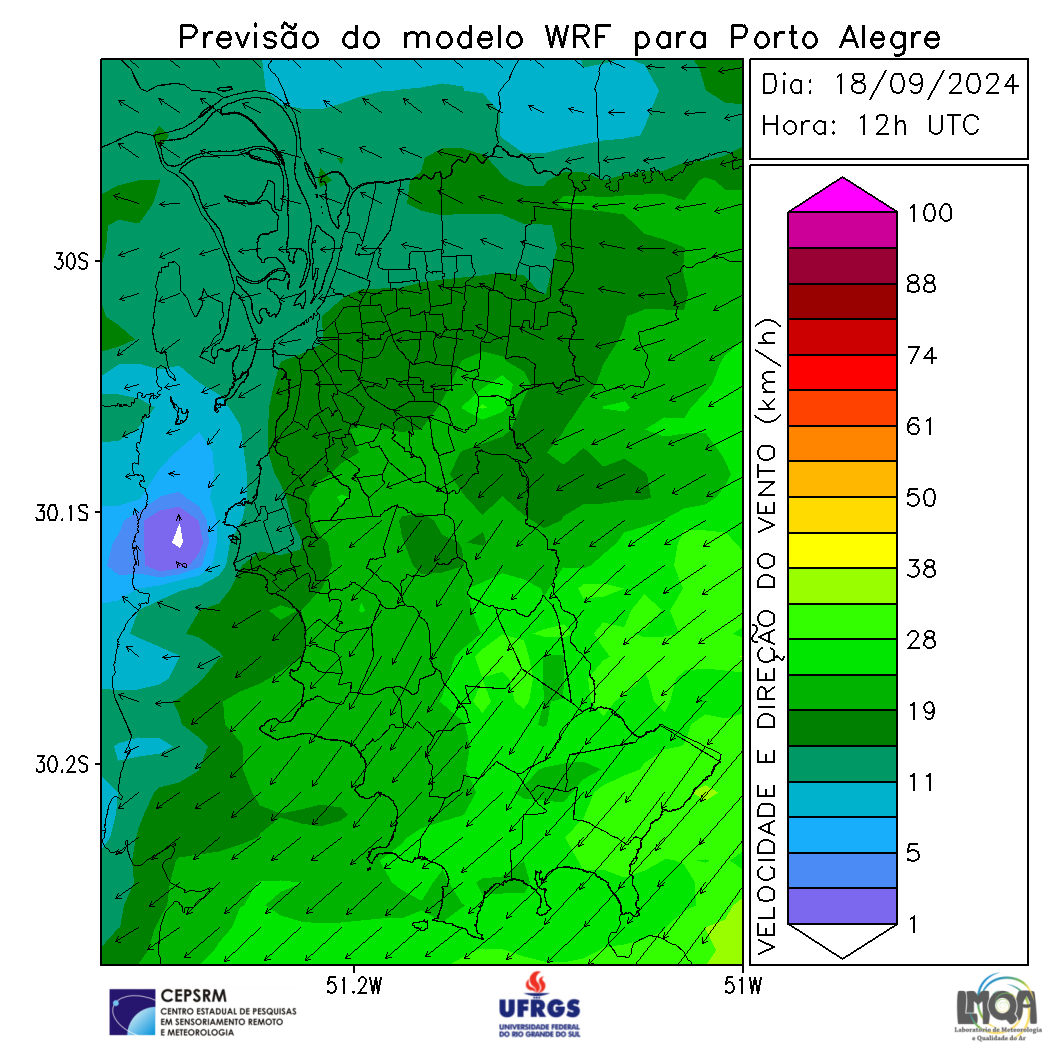 Previsão do modelo WRF para Porto Alegre
Dia: 18/09/2024
Hora: 12h UTC
30S
30.1S
30.2S
51.2W
51W
VELOCIDADE E DIREÇÃO DO VENTO (km/h)
100
88
74
61
50
38
28
19
11
5
1
CEPSRM
CENTRO ESTADUAL DE PESQUISAS
EM SENSORIAMENTO REMOTO
E METEOROLOGIA
UFRGS
UNIVERSIDADE FEDERAL
DO RIO GRANDE DO SUL
LMQA
Laboratório de Meteorologia
e Qualidade do Ar